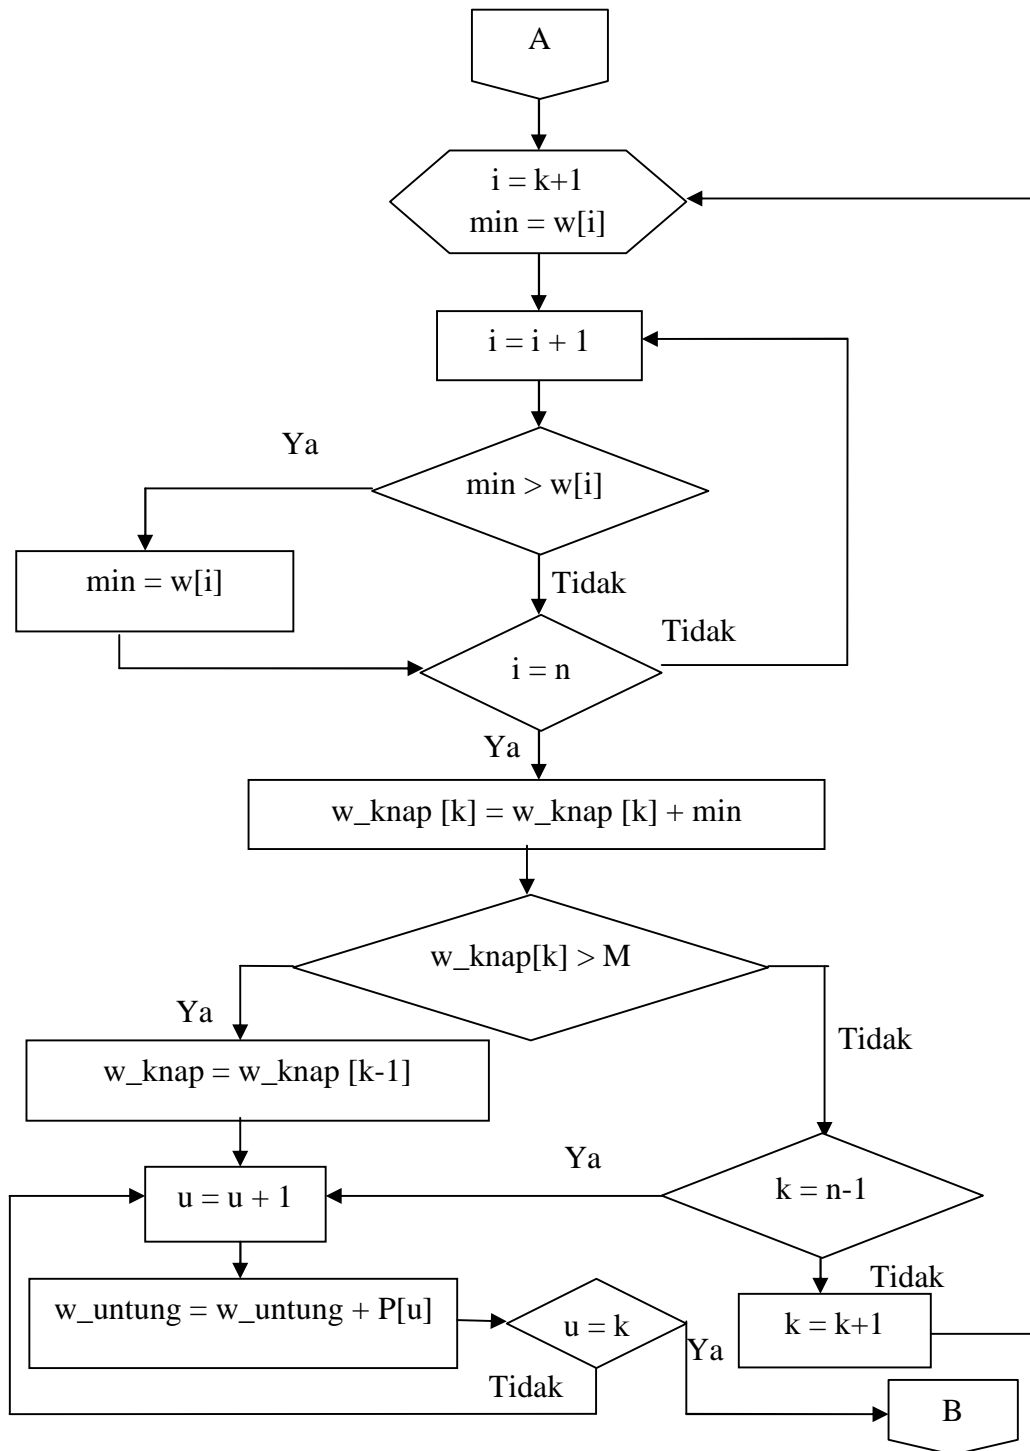 A
i = k+1
min = w[i]
i = i + 1
Ya
min > w[i]
min = w[i]
Tidak
Tidak
i = n
Ya
w_knap [k] = w_knap [k] + min
w_knap[k] > M
Ya
Tidak
w_knap = w_knap [k-1]
Ya
u = u + 1
k = n-1
Tidak
w_untung = w_untung + P[u]
u = k
k = k+1
Ya
Tidak
B